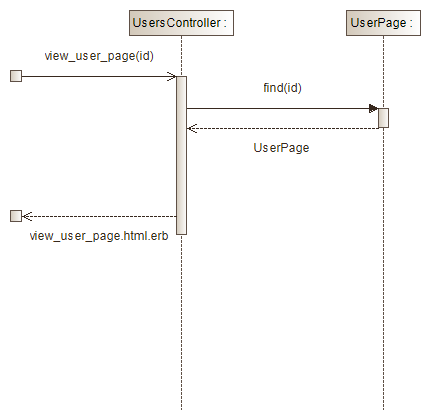 UsersController :
UserPage :
view_user_page(id)
find(id)
UserPage
view_user_page.html.erb